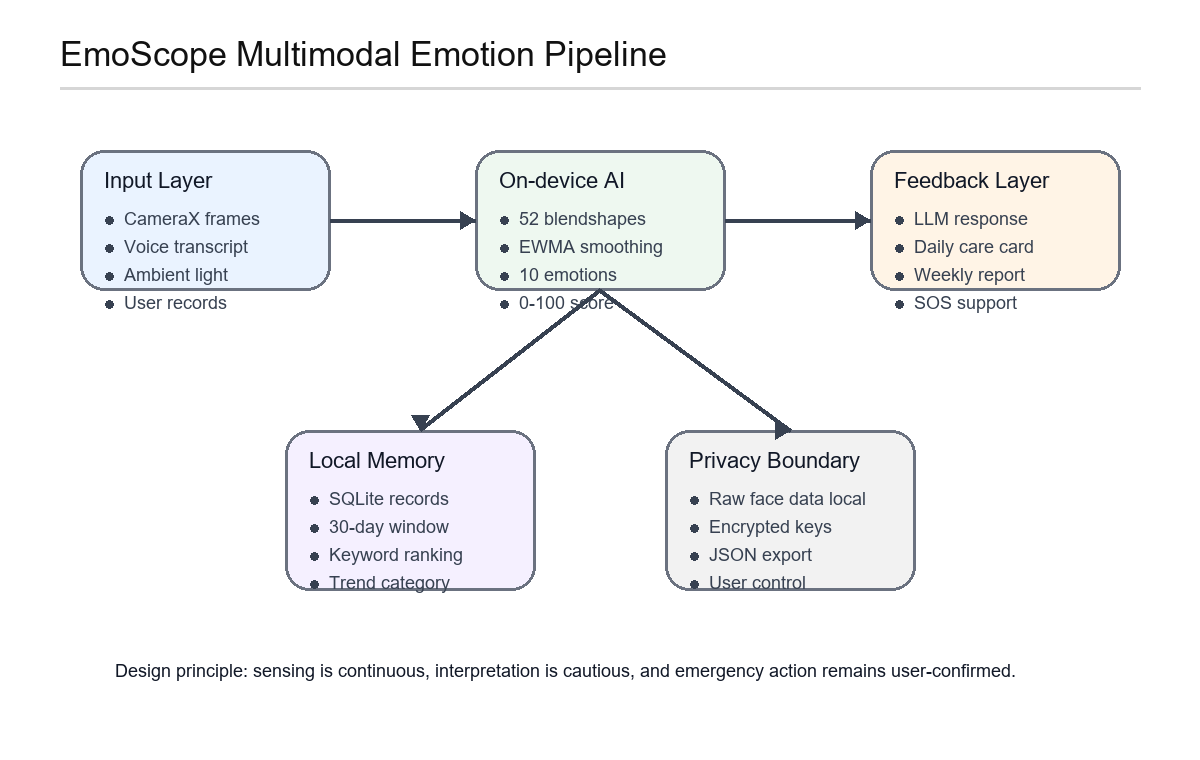 EmoScope Multimodal Emotion Pipeline
Input Layer
CameraX frames
Voice transcript
Ambient light
User records
On-device AI
52 blendshapes
EWMA smoothing
10 emotions
0-100 score
Feedback Layer
LLM response
Daily care card
Weekly report
SOS support
Local Memory
SQLite records
30-day window
Keyword ranking
Trend category
Privacy Boundary
Raw face data local
Encrypted keys
JSON export
User control
Design principle: sensing is continuous, interpretation is cautious, and emergency action remains user-confirmed.